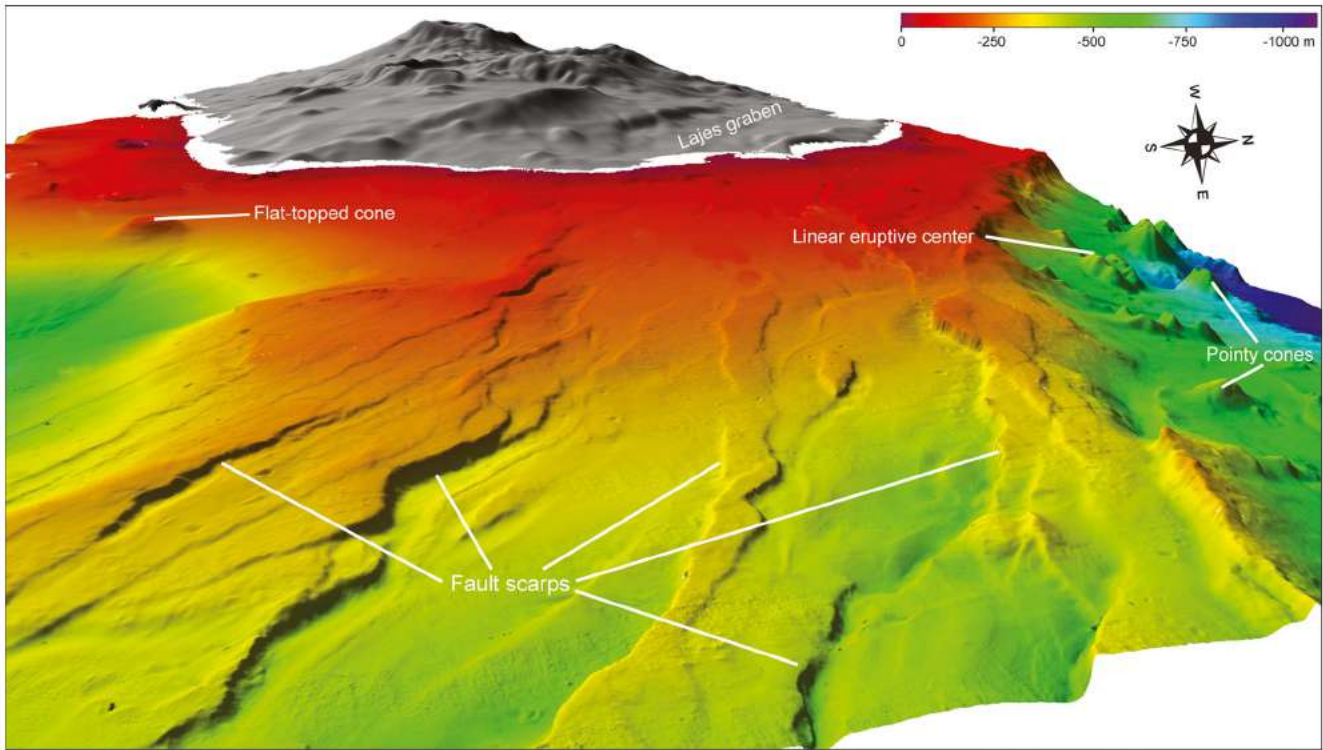 0
-250
-500
-750
-1000 m
W
N
S
E
Lajes graben
Flat-topped cone
Linear eruptive center
Pointy cones
Fault scarps